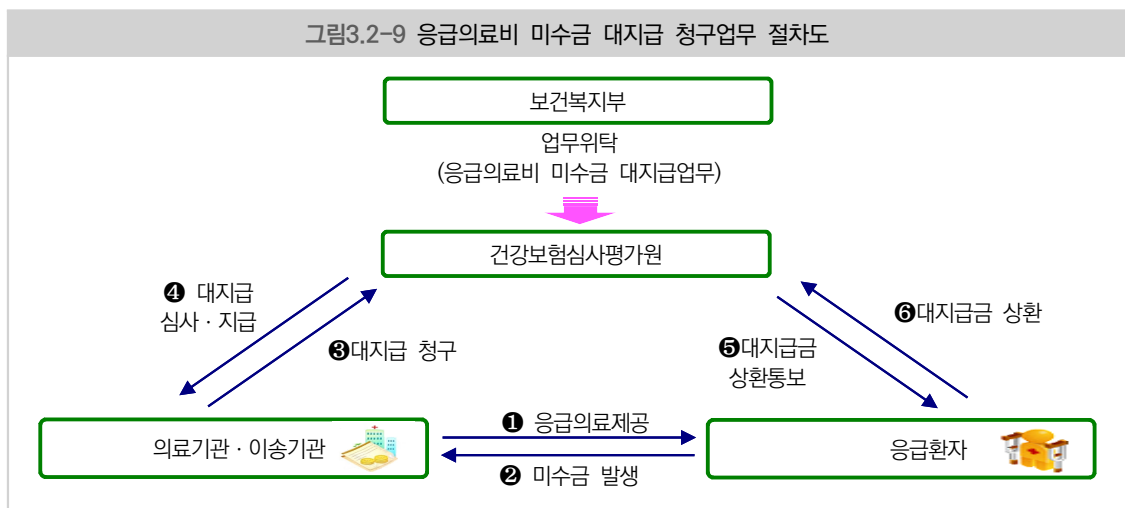 그림3.2-9 응급의료비 미수금 대지급 청구업무 절차도
보건복지부
업무위탁
(응급의료비 미수금 대지급업무)
건강보험심사평가원
❹ 대지급
심사 · 지급
❸대지급 청구
❺대지급금
상환통보
❻대지급금 상환
의료기관 · 이송기관
❶ 응급의료제공
❷ 미수금 발생
응급환자